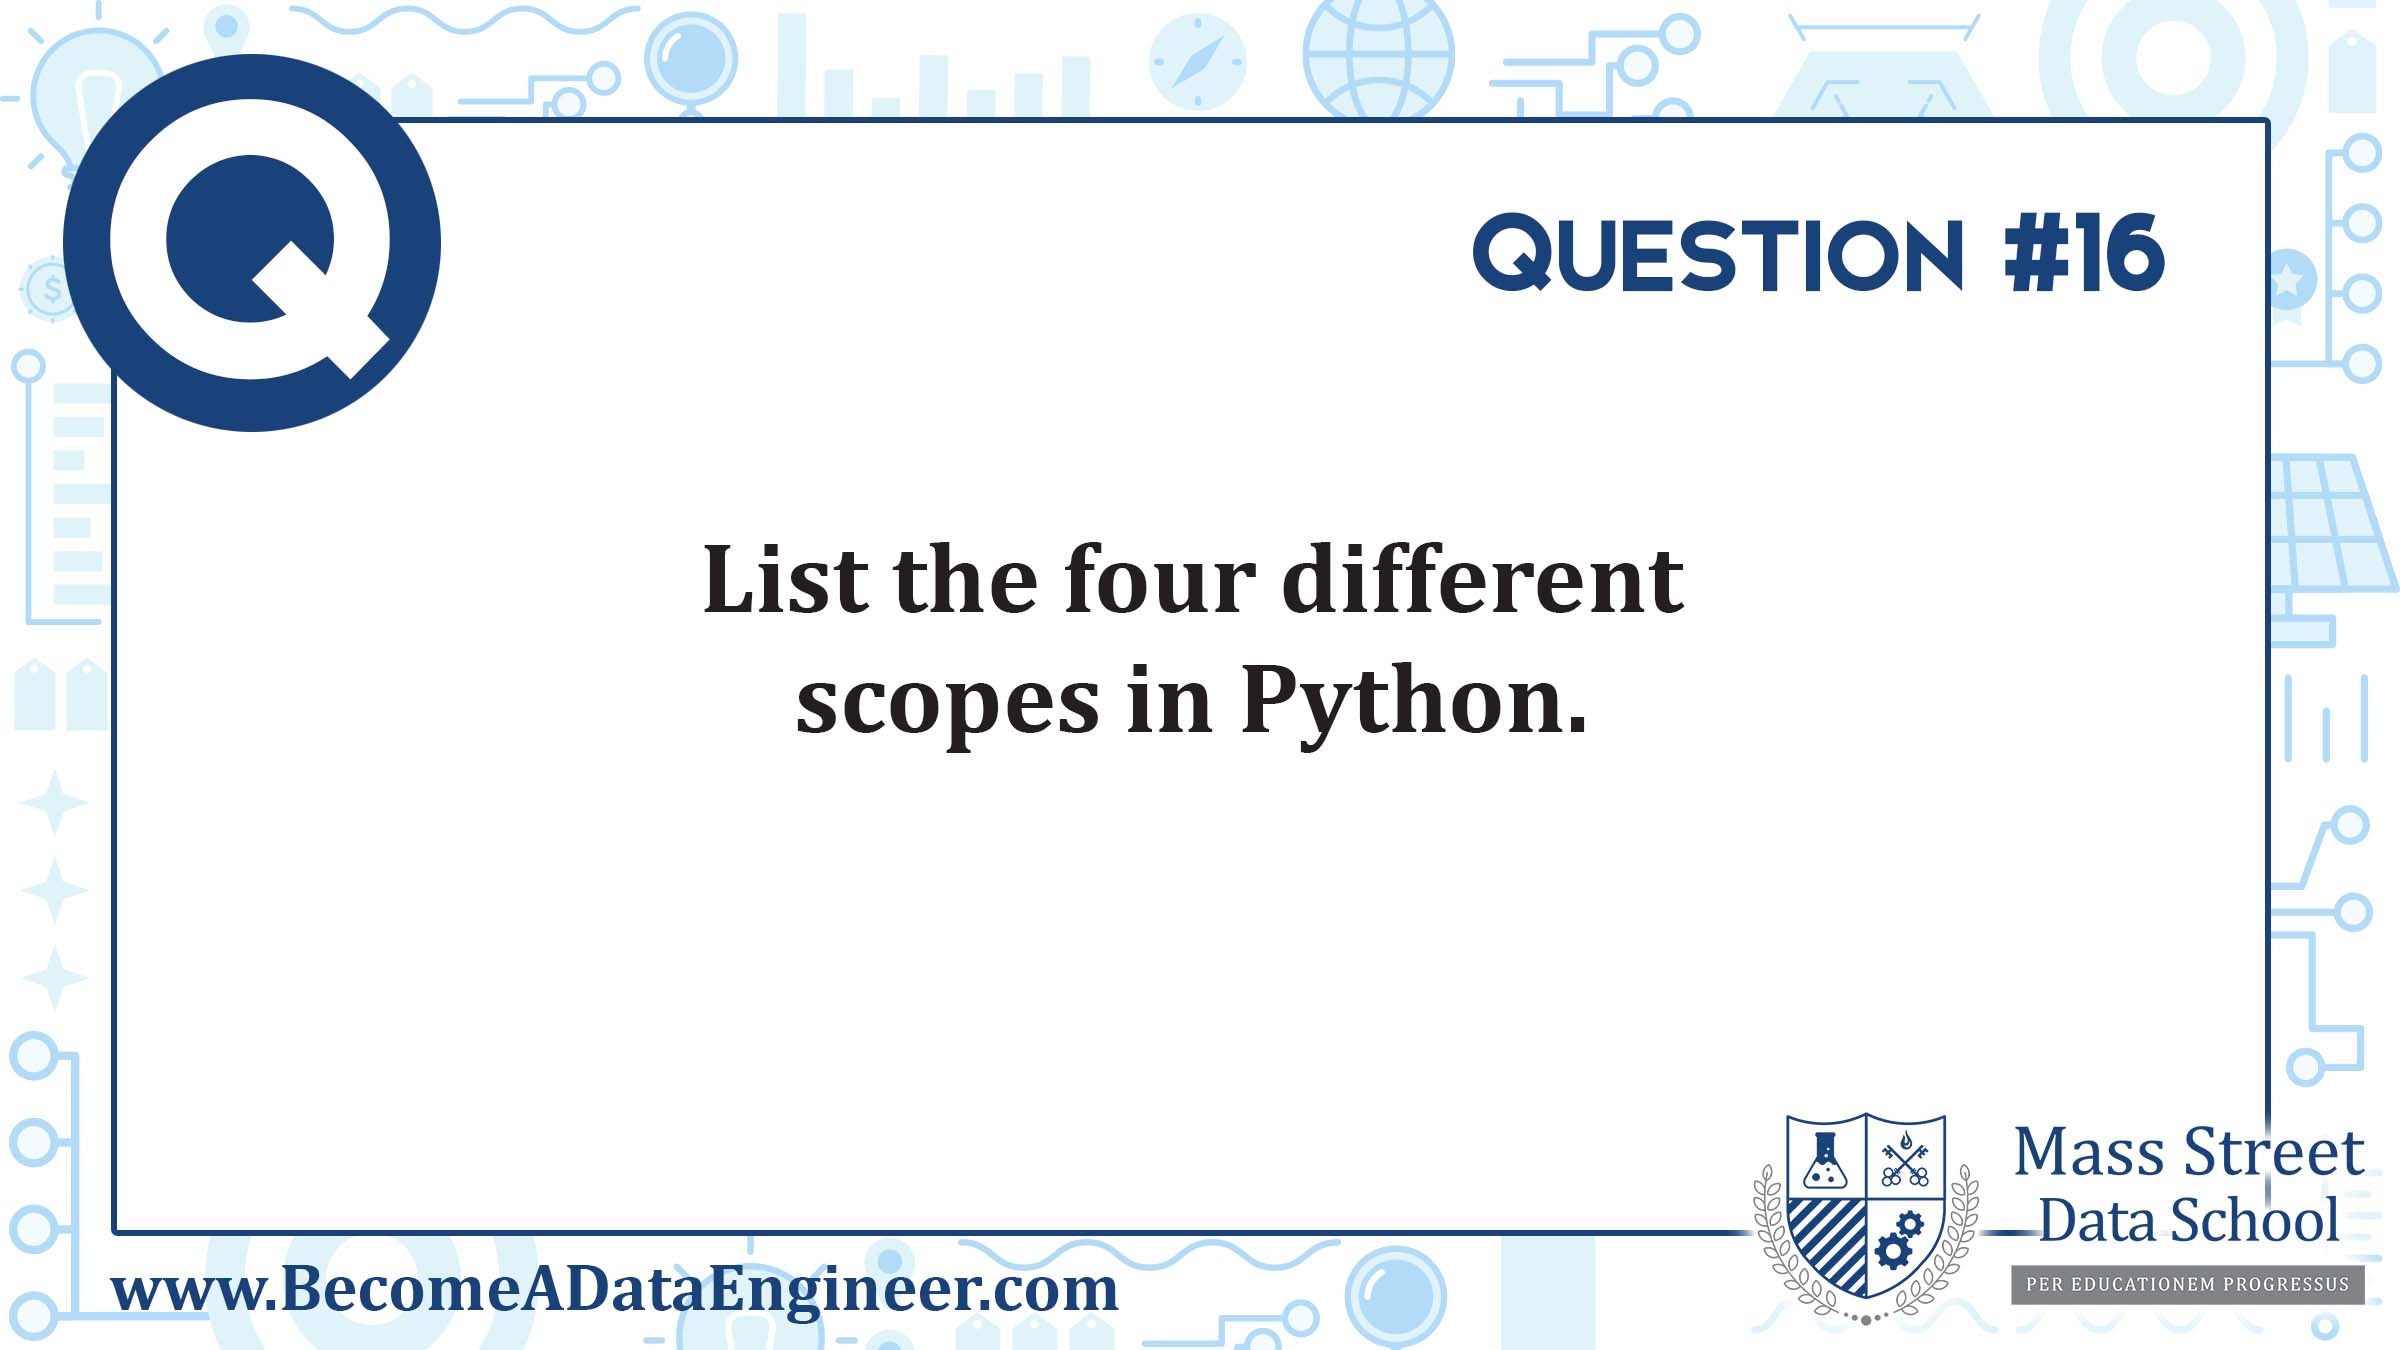 Question #16
List the four different
scopes in Python.
Mass Street
Data School
PER EDUCATIONEM PROGRESSUS
www.BecomeADataEngineer.com